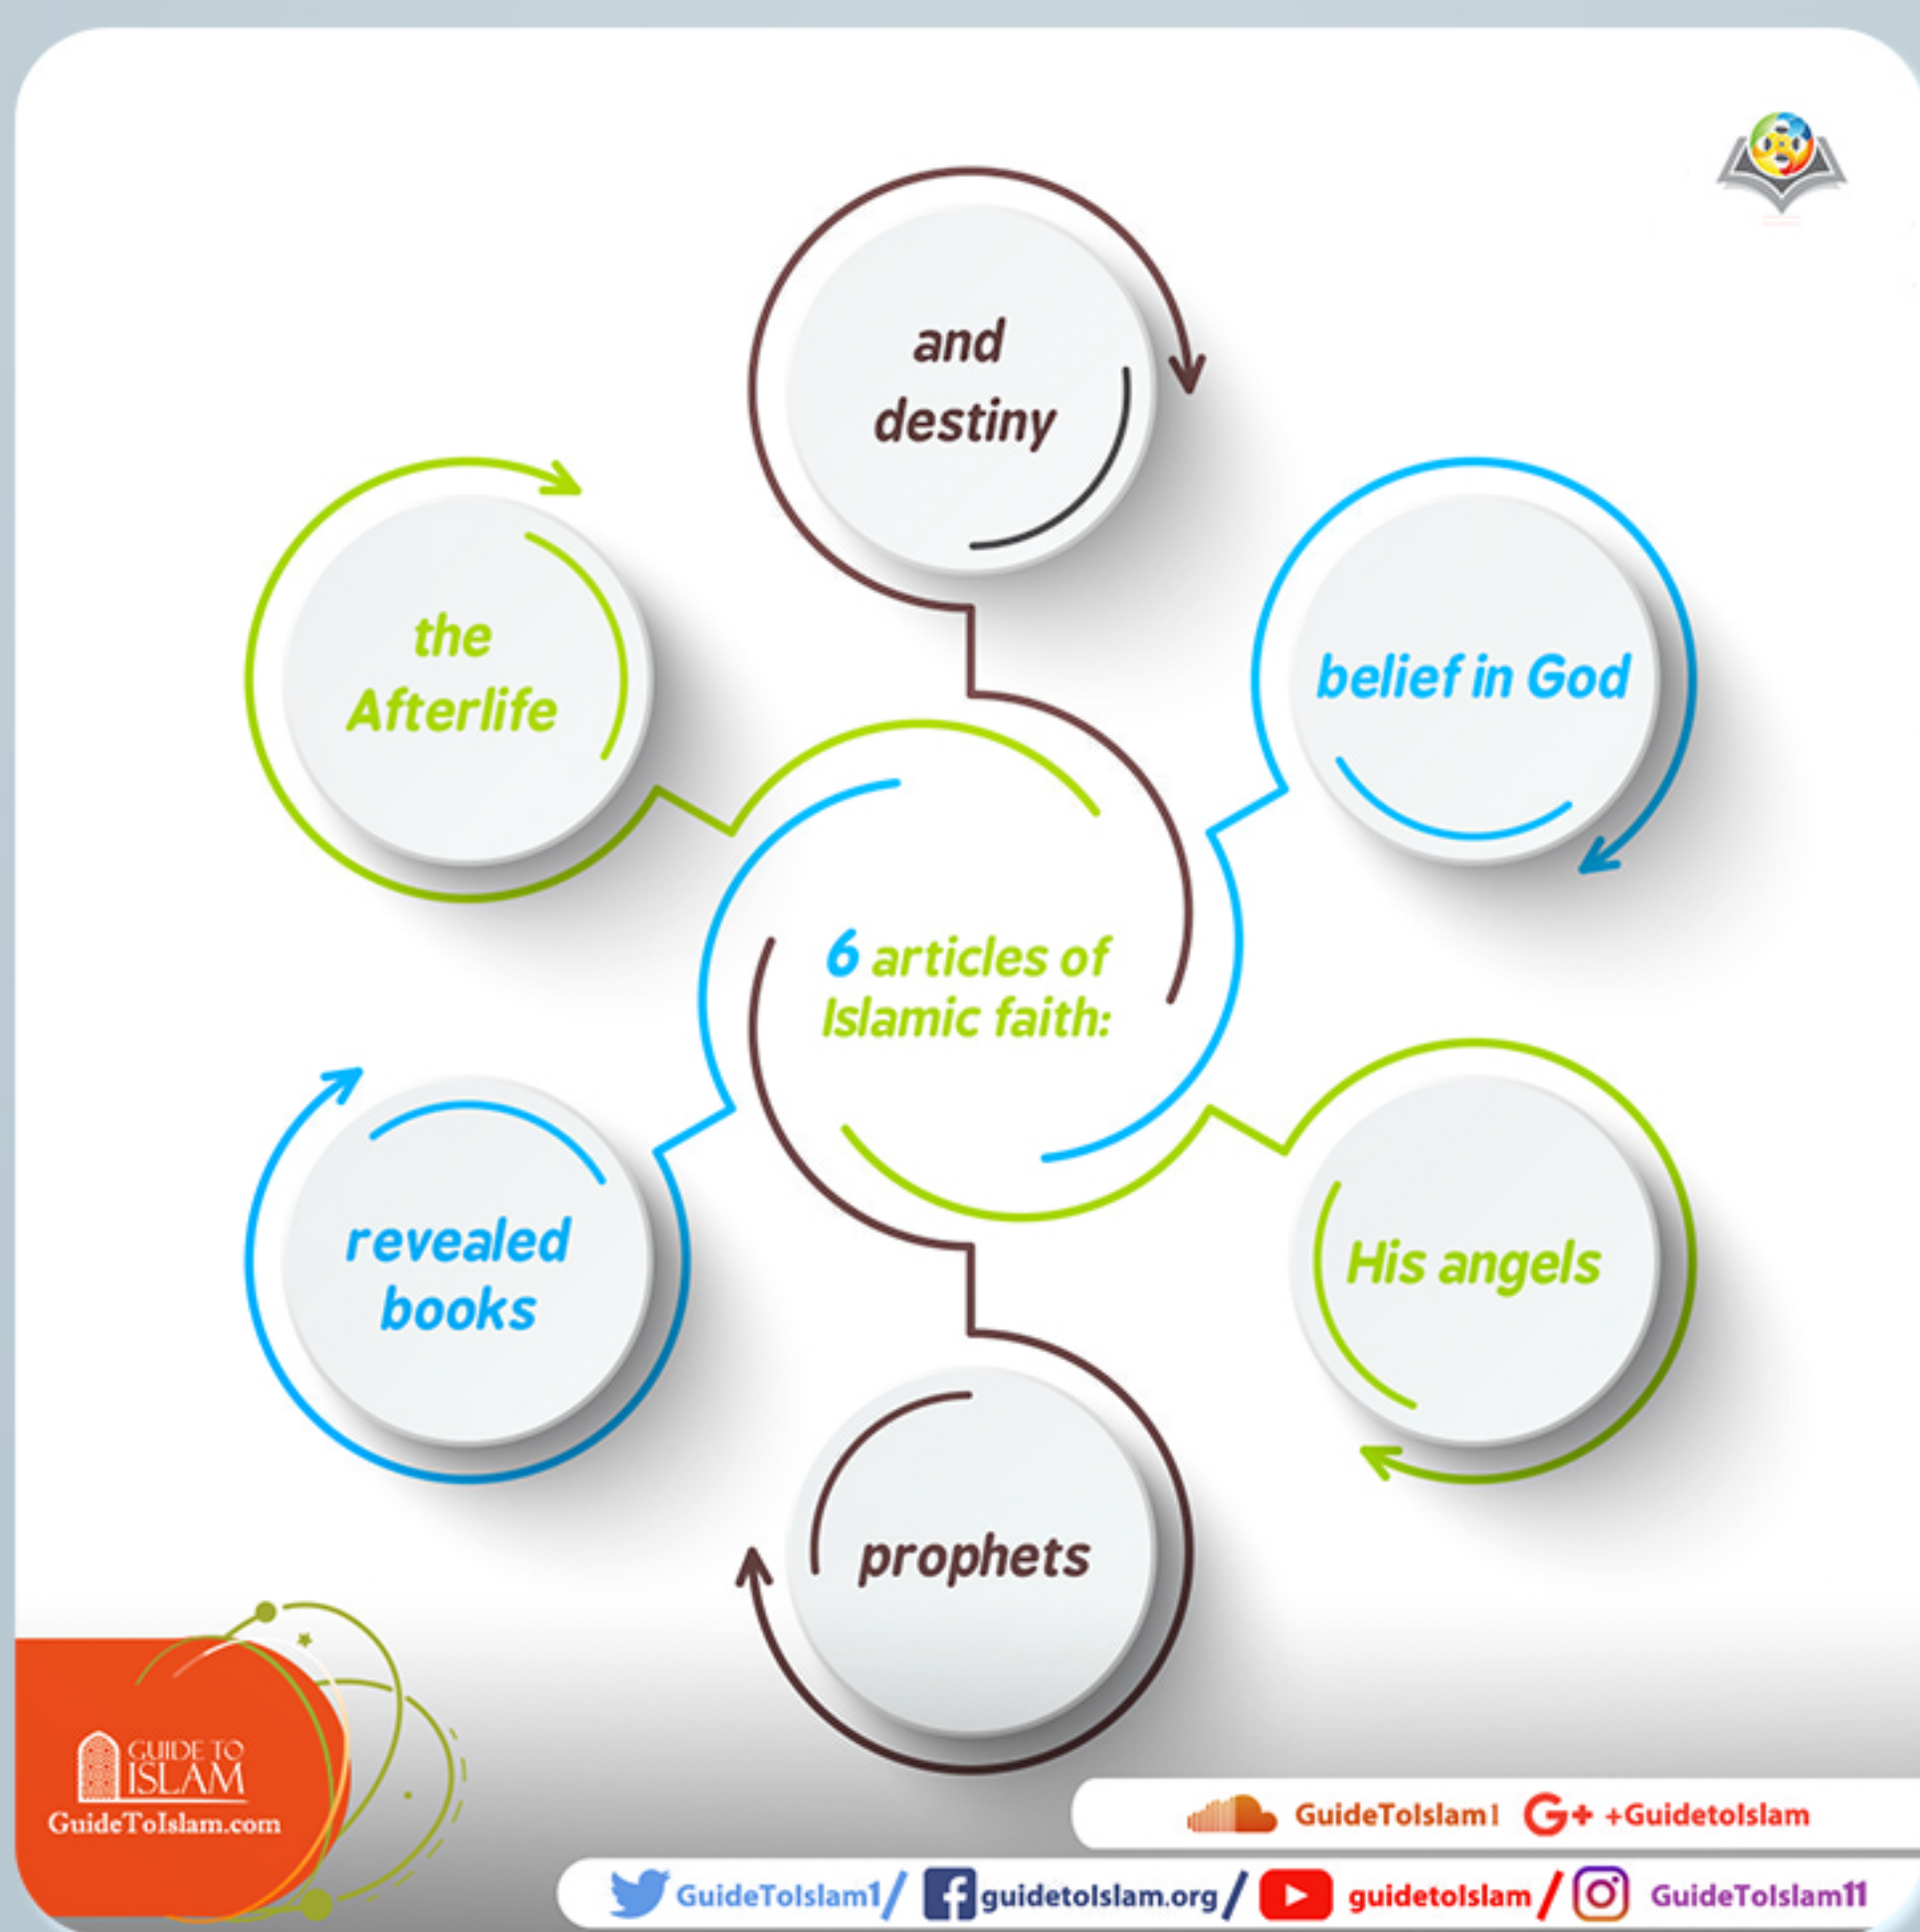 and
destiny
the
Afterlife
belief in God
6 articles of
Islamic faith:
revealed
books
His angels
prophets
GUIDE TO
ISLAM
GuideToIslam.com
GuideToIslam1 G+ +GuidetoIslam
GuideToIslam1/ guidetoIslam.org/ guidetoIslam / GuideToIslam11